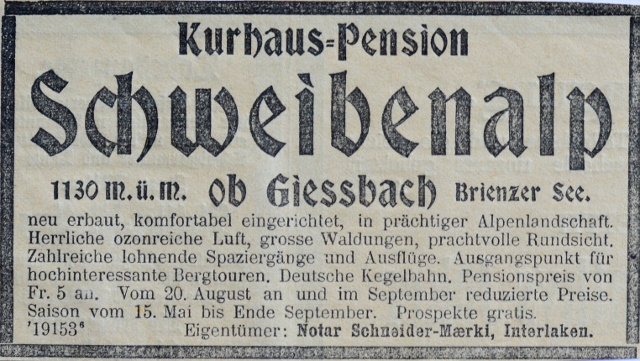 Kurhaus=Pension
Schweibenalp
1130 M.ü.M. ob Giessbach Brienzer See.
neu erbaut, komfortabel eingerichtet, in prächtiger Alpenlandschaft.
Herrliche ozonreiche Luft, grosse Waldungen, prachtvolle Rundsicht.
Zahlreiche lohnende Spaziergänge und Ausflüge. Ausgangspunkt für
hochinteressante Bergtouren. Deutsche Kegelbahn. Pensionspreis von
Fr. 5 an. Vom 20. August an und im September reduzierte Preise.
Saison vom 15. Mai bis Ende September. Prospekte gratis.
'19153⁶ Eigentümer: Notar Schneider-Mærki, Interlaken.